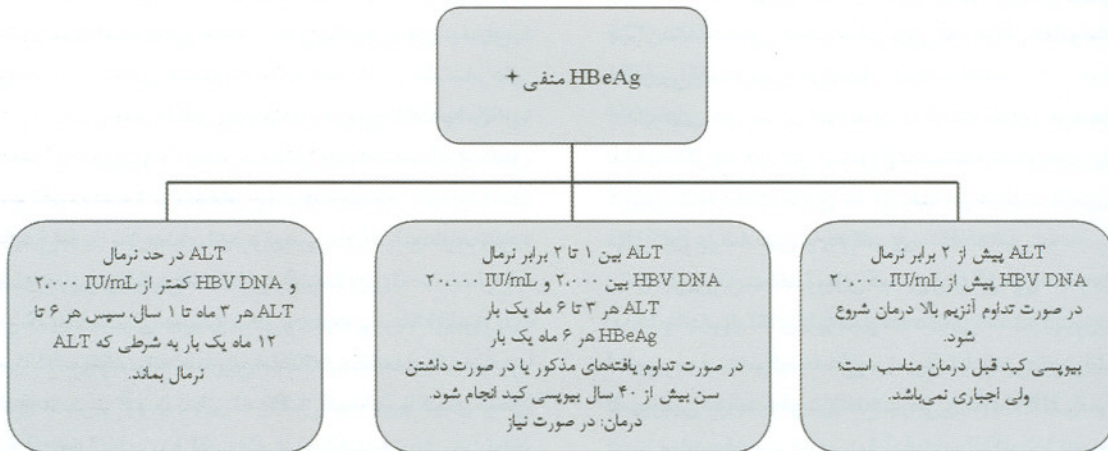 HBeAg منفی +
ALT پیش از ۲ برابر نرمال
HBV DNA پیش از ۲۰,۰۰۰ IU/mL
در صورت تداوم آنزیم بالا درمان شروع
شود.
بیوپسی کبد قبل درمان مناسب است؛
ولی اجباری نمی‌باشد.
ALT بین ۱ تا ۲ برابر نرمال
HBV DNA بین ۲,۰۰۰ و ۲۰,۰۰۰ IU/mL
ALT هر ۳ تا ۶ ماه یک بار
HBeAg هر ۶ ماه یک بار
در صورت تداوم یافته‌های مذکور یا در صورت داشتن
سن بیش از ۴۰ سال بیوپسی کبد انجام شود.
درمان: در صورت نیاز
ALT در حد نرمال
و HBV DNA کمتر از ۲,۰۰۰ IU/mL
ALT هر ۳ ماه تا ۱ سال، سپس هر ۶ تا
۱۲ ماه یک بار به شرطی که ALT
نرمال بماند.